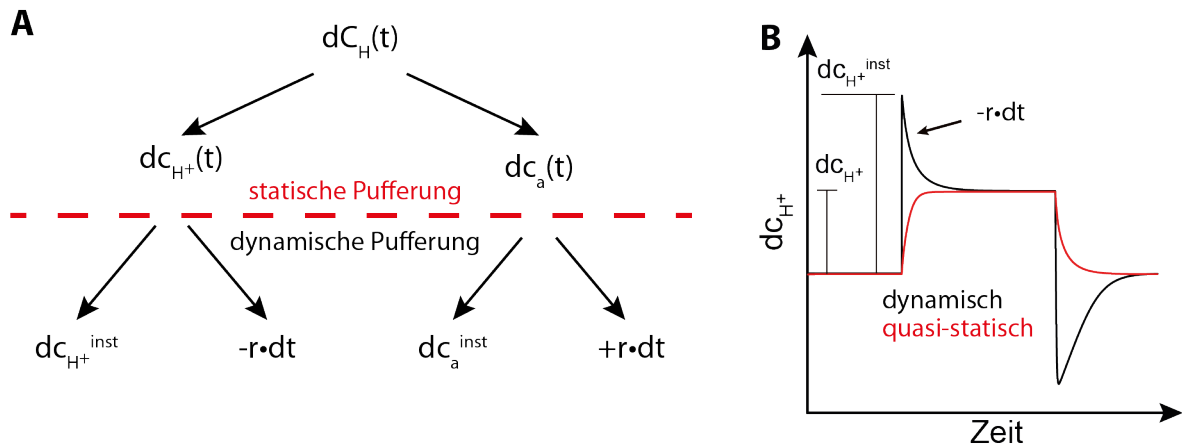 A
dC_H(t)
dc_H+(t)
dc_a(t)
statische Pufferung
dynamische Pufferung
dc_H+^inst
-r•dt
dc_a^inst
+r•dt
B
dc_H+^inst
-r•dt
dc_H+
dc_H+
dynamisch
quasi-statisch
Zeit